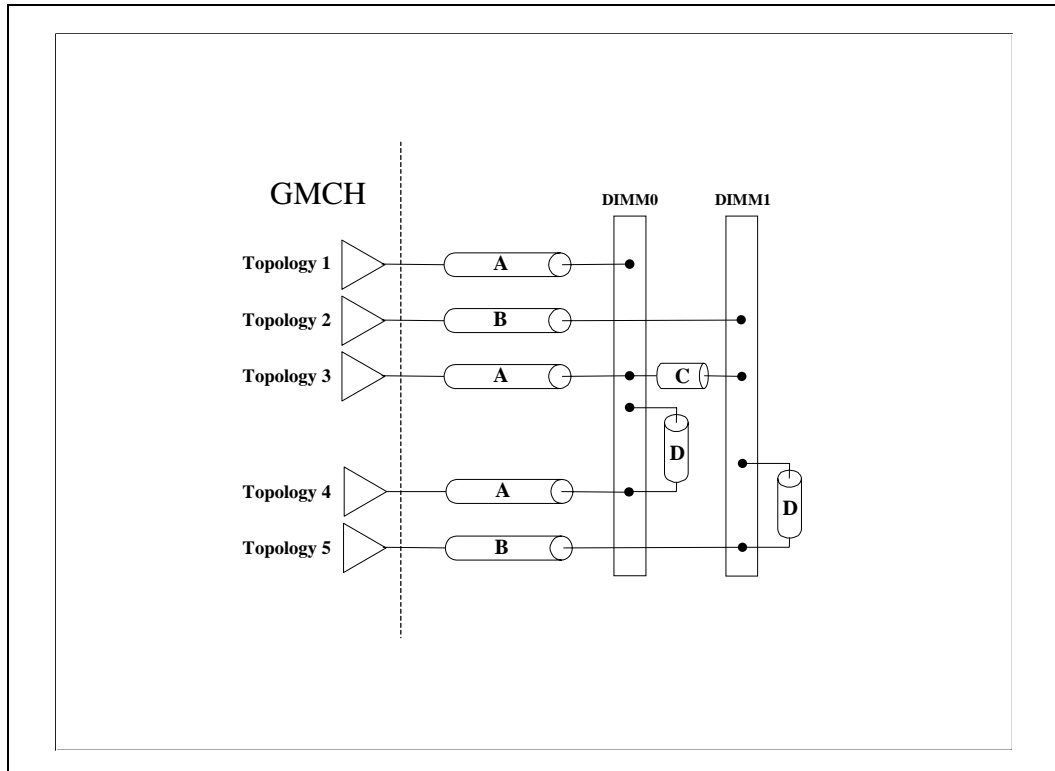 GMCH
DIMM0 DIMM1
Topology 1 A
Topology 2 B
Topology 3 A C
D
Topology 4 A
D
Topology 5 B